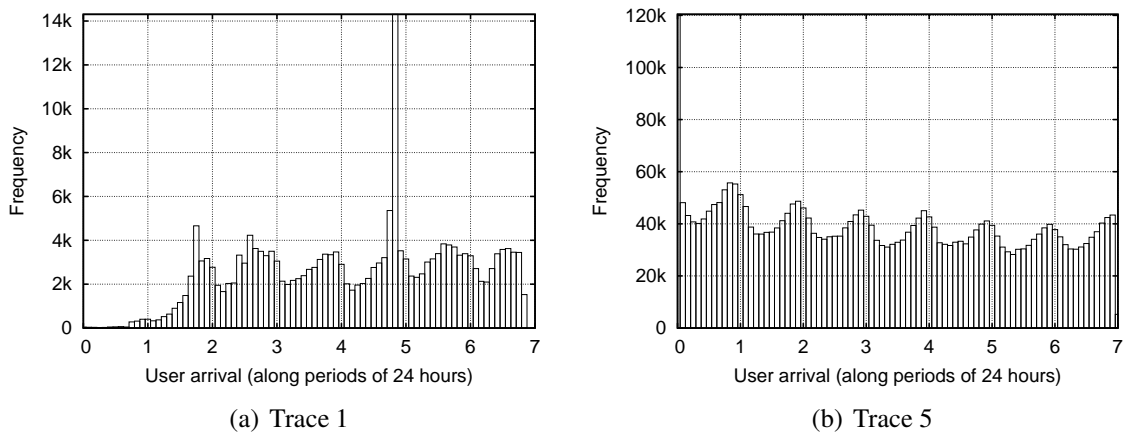 14k
12k
10k
8k
6k
4k
2k
0
Frequency
0 1 2 3 4 5 6 7
User arrival (along periods of 24 hours)
(a) Trace 1
120k
100k
80k
60k
40k
20k
0
Frequency
0 1 2 3 4 5 6 7
User arrival (along periods of 24 hours)
(b) Trace 5